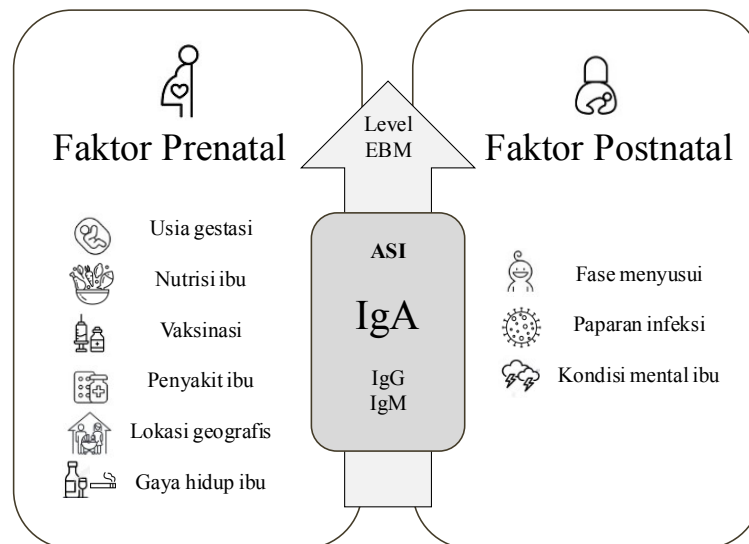 Faktor Prenatal
Usia gestasi
Nutrisi ibu
Vaksinasi
Penyakit ibu
Lokasi geografis
Gaya hidup ibu
Level
EBM
ASI
IgA
IgG
IgM
Faktor Postnatal
Fase menyusui
Paparan infeksi
Kondisi mental ibu